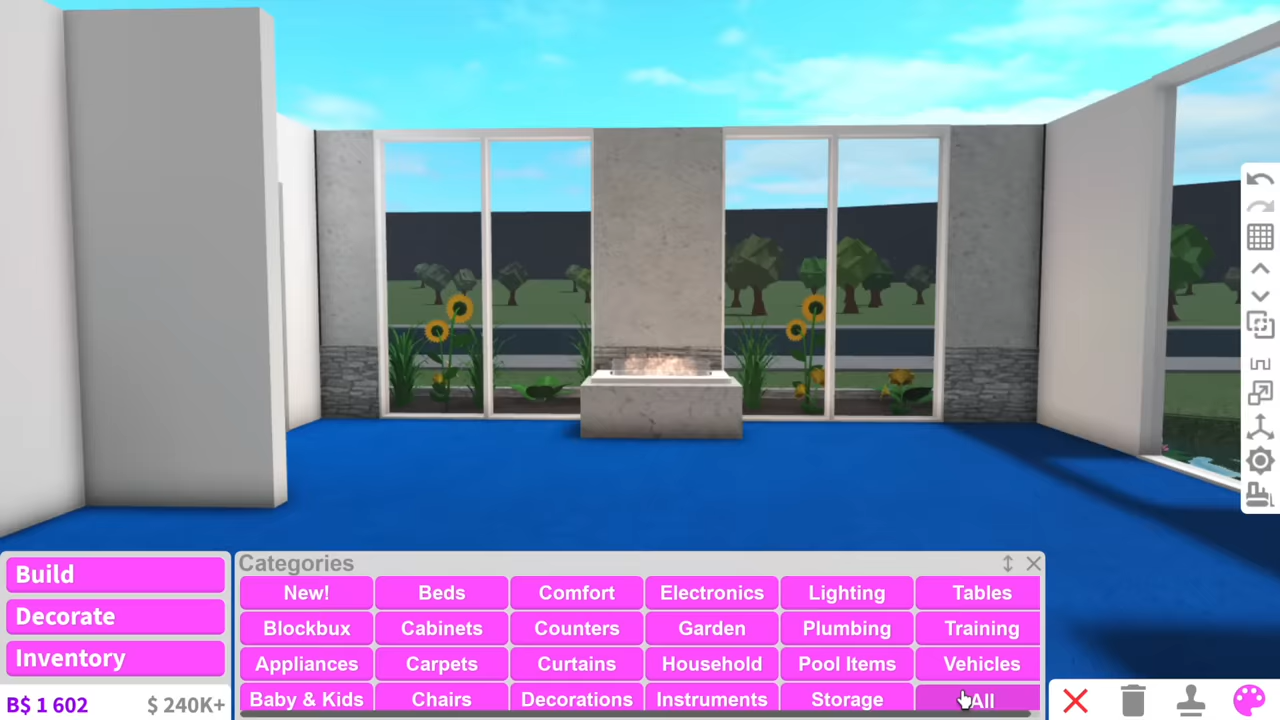 Categories
New! Beds Comfort Electronics Lighting Tables
Blockbux Cabinets Counters Garden Plumbing Training
Appliances Carpets Curtains Household Pool Items Vehicles
Baby & Kids Chairs Decorations Instruments Storage All
Build
Decorate
Inventory
B$ 1 602 $ 240K+